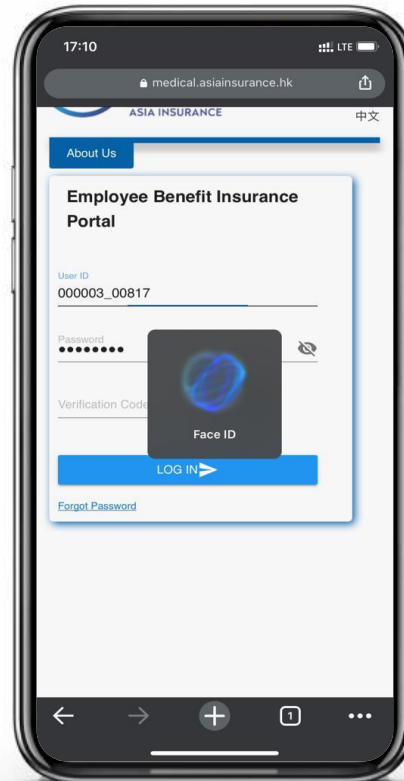 17:10
LTE
medical.asiainsurance.hk
ASIA INSURANCE
中文
About Us
Employee Benefit Insurance
Portal
User ID
000003_00817
Password
••••••••
Verification Code
Face ID
LOG IN
Forgot Password
1